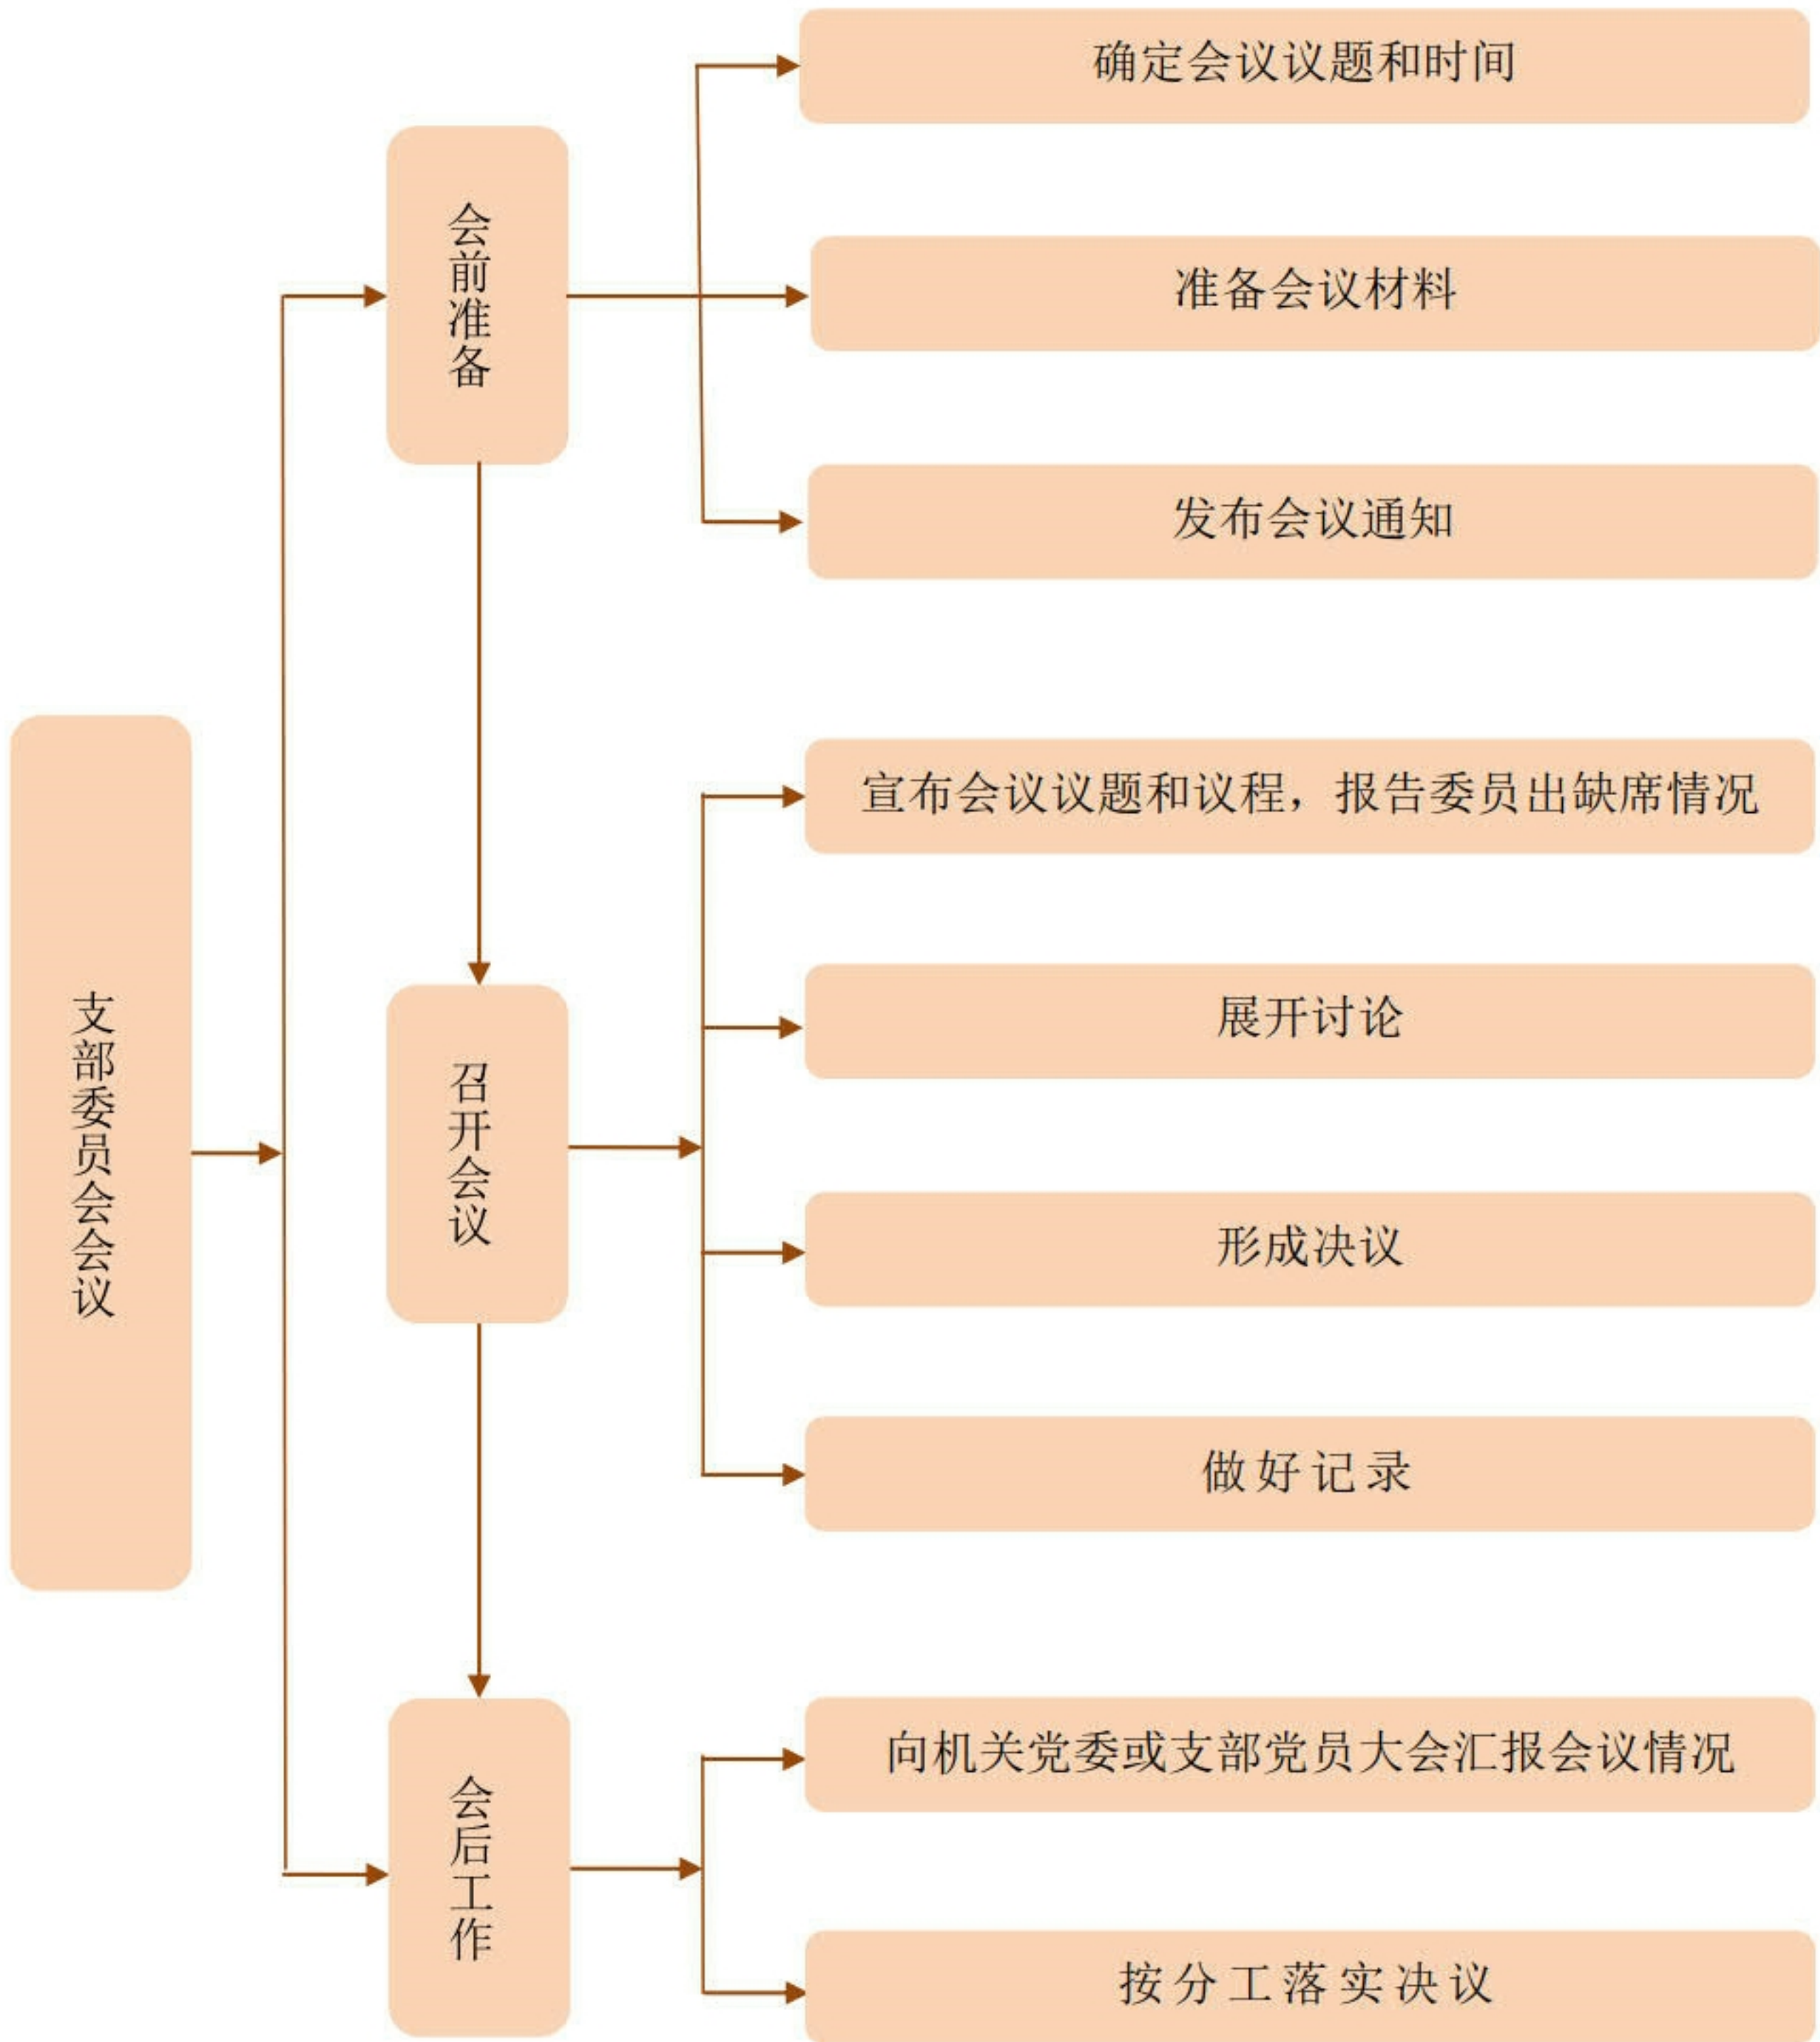 支部委员会会议
会前准备
确定会议议题和时间
准备会议材料
发布会议通知
召开会议
宣布会议议题和议程，报告委员出缺席情况
展开讨论
形成决议
做好记录
会后工作
向机关党委或支部党员大会汇报会议情况
按分工落实决议